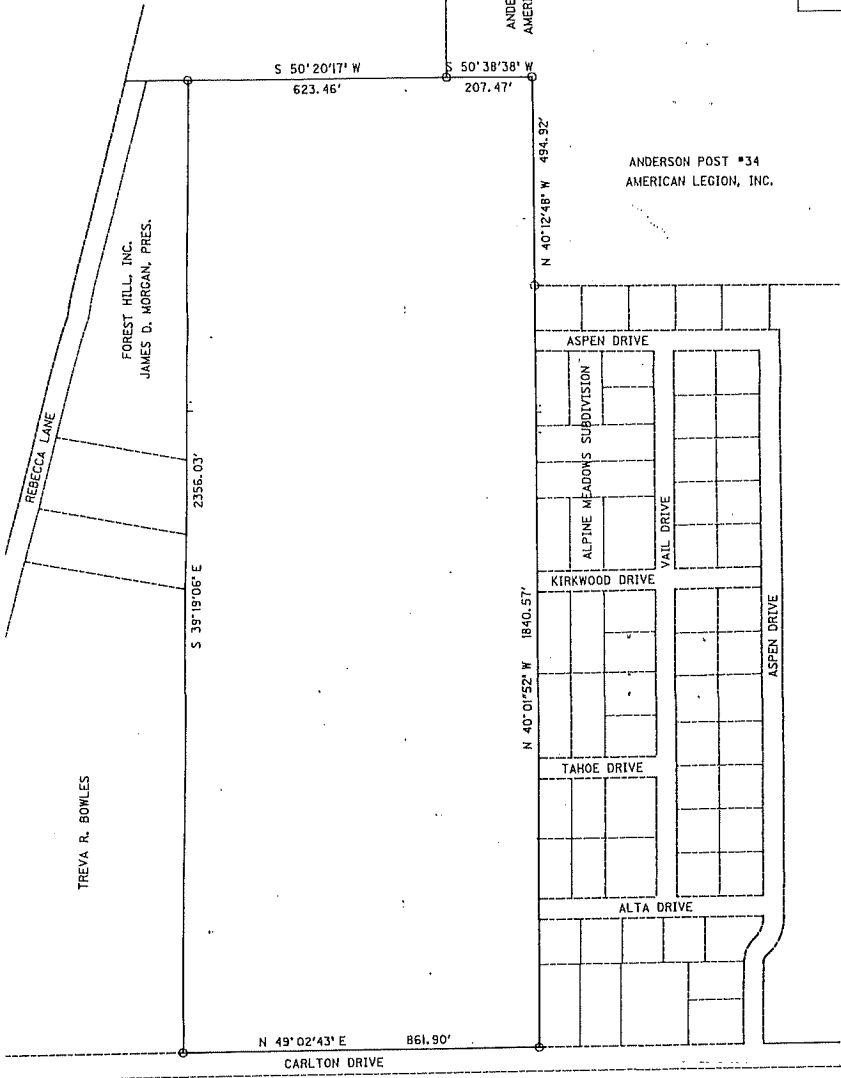 ANDE
AMERI
S 50°20'17" W
623.46'
S 50°38'38" W
207.47'
N 40°12'48" W 494.92'
ANDERSON POST #34
AMERICAN LEGION, INC.
FOREST HILL, INC.
JAMES D. MORGAN, PRES.
REBECCA LANE
S 39°19'06" E 2356.03'
ASPEN DRIVE
ALPINE MEADOWS SUBDIVISION
VAIL DRIVE
KIRKWOOD DRIVE
N 40°01'52" W 1840.57'
ASPEN DRIVE
TAHOE DRIVE
TREVA R. BOWLES
ALTA DRIVE
N 49°02'43" E 861.90'
CARLTON DRIVE